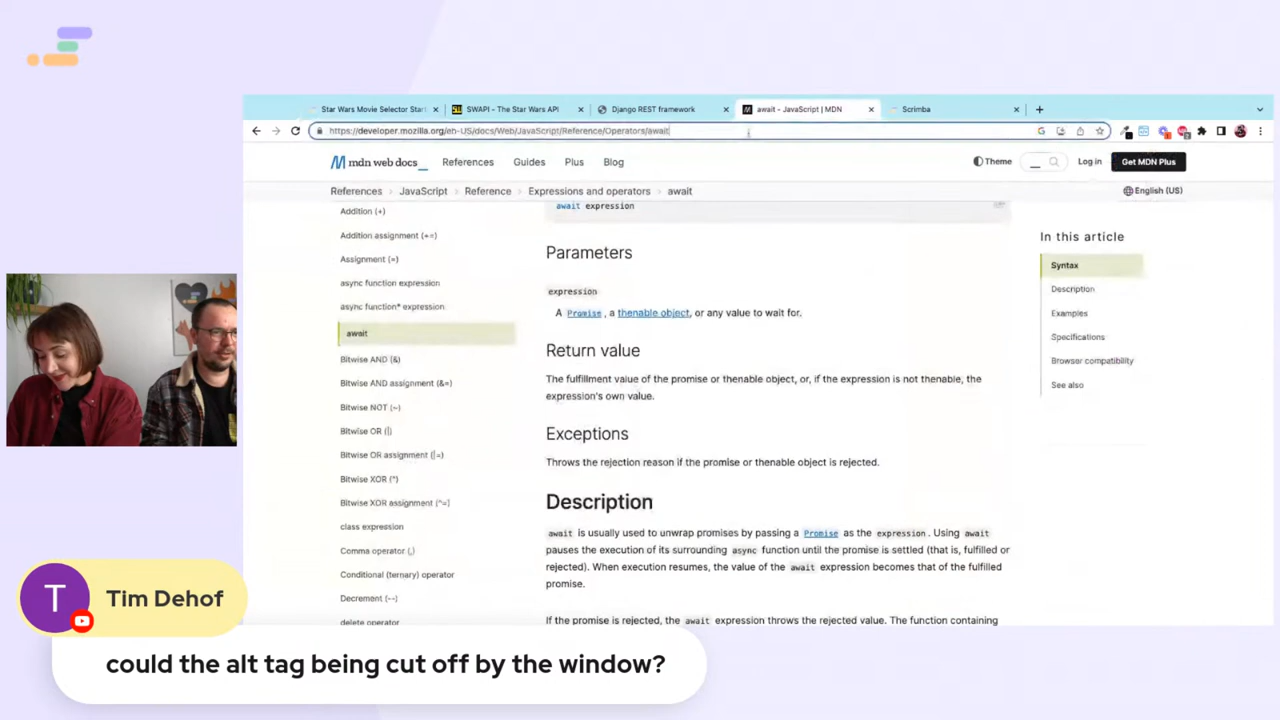 Star Wars Movie Selector Start
SWAPI - The Star Wars API
Django REST framework
await - JavaScript | MDN
Scrimba
https://developer.mozilla.org/en-US/docs/Web/JavaScript/Reference/Operators/await
mdn web docs_
References
Guides
Plus
Blog
Theme
Log in
Get MDN Plus
References
JavaScript
Reference
Expressions and operators
await
English (US)
Addition (+)
Addition assignment (+=)
Assignment (=)
async function expression
async function* expression
await
Bitwise AND (&)
Bitwise AND assignment (&=)
Bitwise NOT (~)
Bitwise OR (|)
Bitwise OR assignment (|=)
Bitwise XOR (^)
Bitwise XOR assignment (^=)
class expression
Comma operator (,)
Conditional (ternary) operator
Decrement (--)
delete operator
await expression
Parameters
expression
A Promise, a thenable object, or any value to wait for.
Return value
The fulfillment value of the promise or thenable object, or, if the expression is not thenable, the
expression's own value.
Exceptions
Throws the rejection reason if the promise or thenable object is rejected.
Description
await is usually used to unwrap promises by passing a Promise as the expression. Using await
pauses the execution of its surrounding async function until the promise is settled (that is, fulfilled or
rejected). When execution resumes, the value of the await expression becomes that of the fulfilled
promise.
If the promise is rejected, the await expression throws the rejected value. The function containing
In this article
Syntax
Description
Examples
Specifications
Browser compatibility
See also
T
Tim Dehof
could the alt tag being cut off by the window?